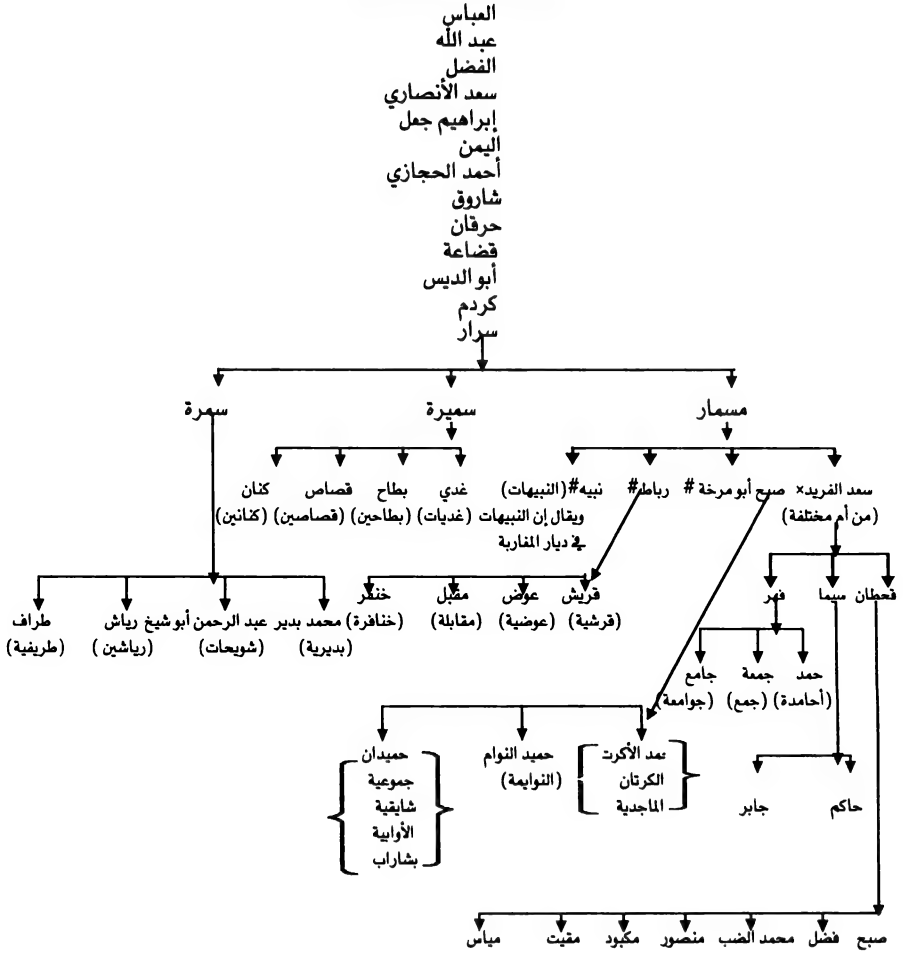 العباس
عبد الله
الفضل
سعد الأنصاري
إبراهيم جعل
اليمن
أحمد الحجازي
شاروق
حرقان
قضاعة
أبو الديس
كردم
سرار
مسمار
سميرة
سمرة
سعد الفريد× صبح أبو مرخة # رباط# نبيه#(النبيهات)
(من أم مختلفة)
ويقال إن النبيهات
في ديار المغاربة
غدي بطاح قصاص كنان
(غديات) (بطاحين) (قصاصين) (كنانين)
قحطان سيما فهر
قريش عوض مقبل خنفر
(قرشية) (عوضية) (مقابلة) (خنافرة)
محمد بدير عبد الرحمن أبو شيخ رياش طراف
(بديرية) (شويحات) (رياشين) (طريفية)
حمد جمعة جامع
(أحامدة) (جمع) (جوامعة)
الأكرت حميد النوام حميدان
الكرتان (النوايمة) جموعية
الماجدية شايقية
الأوابية
بشاراب
حاكم جابر
صبح فضل محمد الضب منصور مكبود مقيت مياس